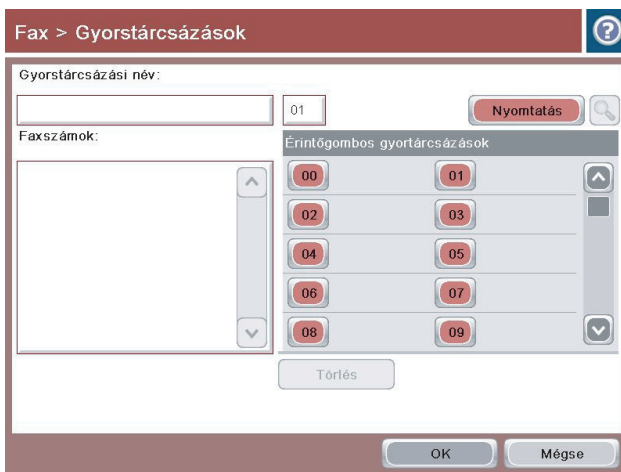 Fax > Gyorstárcsázások
?
Gyorstárcsázási név:
01
Nyomtatás
Faxszámok:
Érintőgombos gyortárcsázások
00 01
02 03
04 05
06 07
08 09
Törlés
OK Mégse